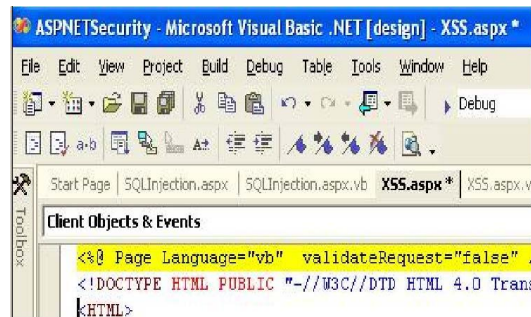 ASPNETSecurity - Microsoft Visual Basic .NET [design] - XSS.aspx *
File Edit View Project Build Debug Table Tools Window Help
Debug
a-b A±
Start Page SQLInjection.aspx SQLInjection.aspx.vb XSS.aspx * XSS.aspx.v
Toolbox
Client Objects & Events
<%@ Page Language="vb" validateRequest="false"
<!DOCTYPE HTML PUBLIC "-//W3C//DTD HTML 4.0 Trans
<HTML>